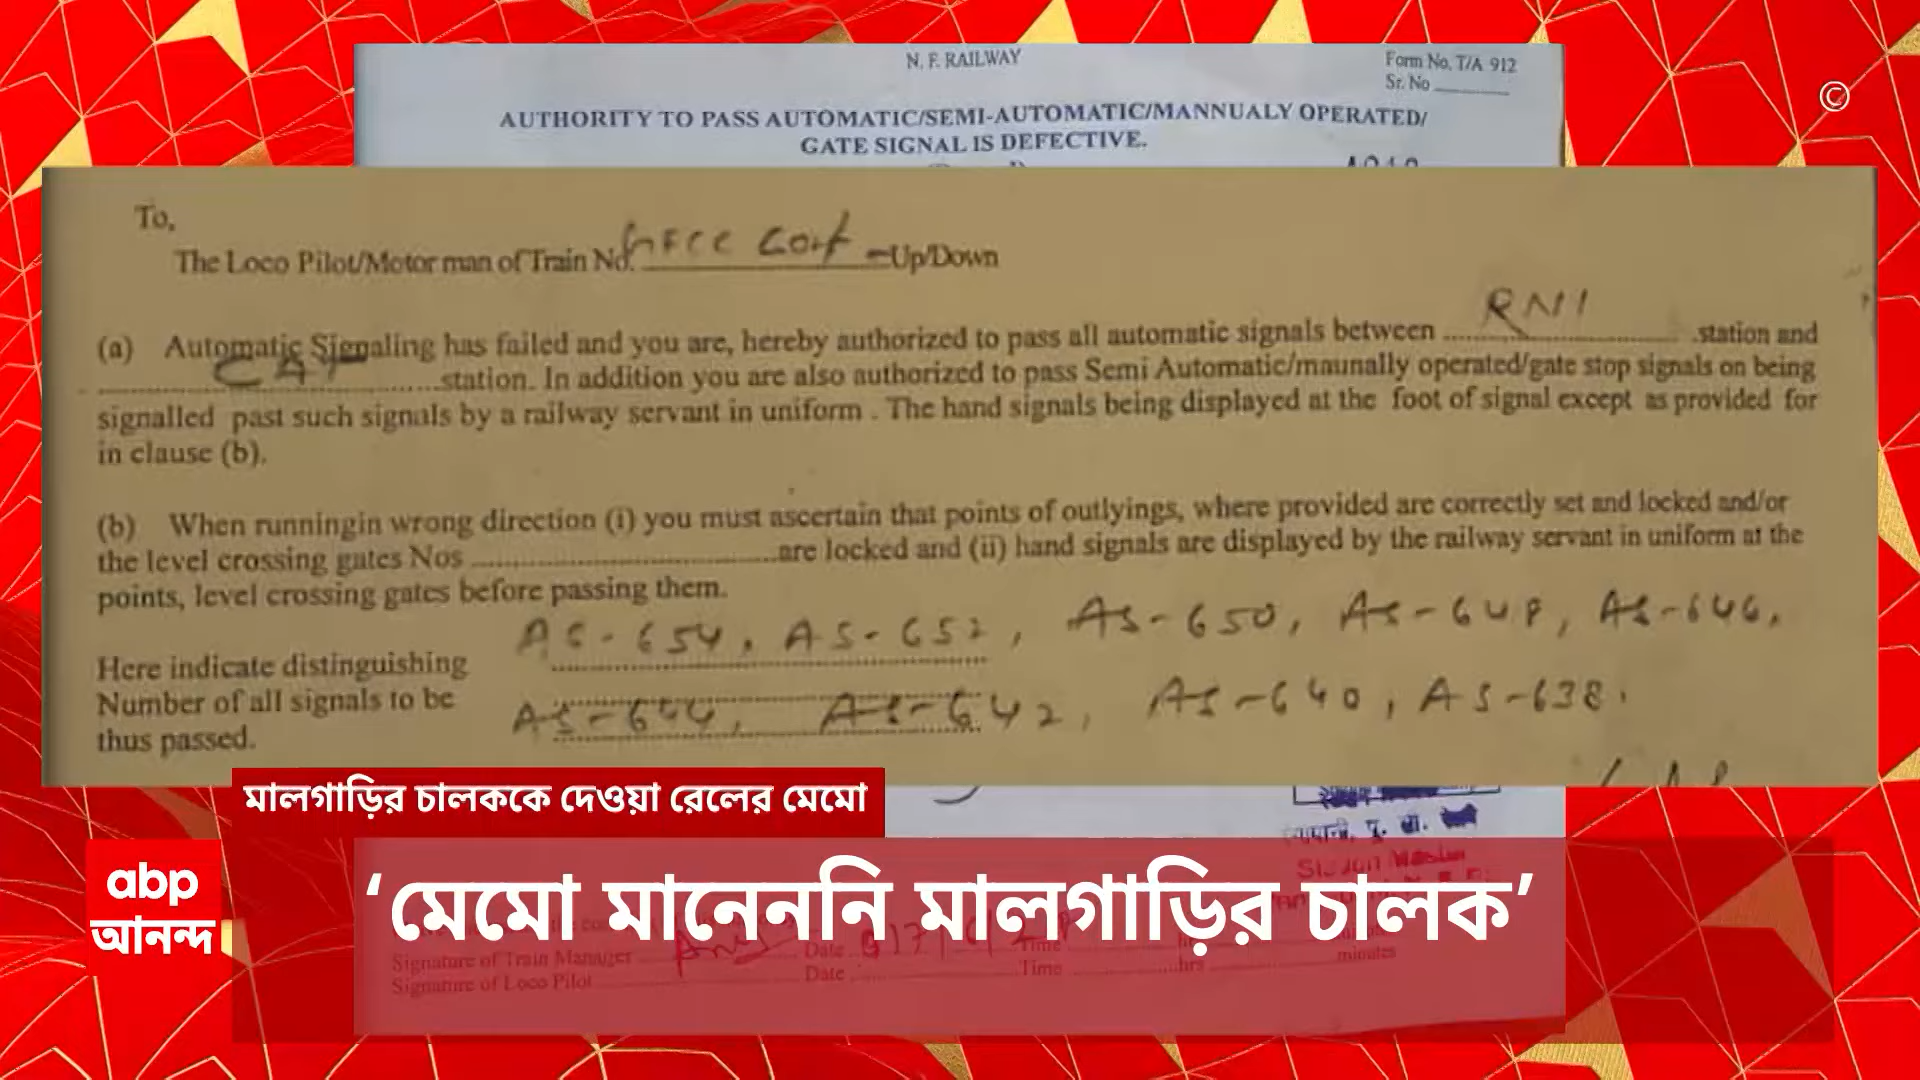 N. F. RAILWAY
Form No. T/A 912
Sr. No
AUTHORITY TO PASS AUTOMATIC/SEMI-AUTOMATIC/MANNUALY OPERATED/
GATE SIGNAL IS DEFECTIVE.
©
To,
The Loco Pilot/Motor man of Train No. GFCC Cont -Up/Down
(a) Automatic Signaling has failed and you are, hereby authorized to pass all automatic signals between RNI station and
CAT station. In addition you are also authorized to pass Semi Automatic/maunally operated/gate stop signals on being
signalled past such signals by a railway servant in uniform . The hand signals being displayed at the foot of signal except as provided for
in clause (b).
(b) When runningin wrong direction (i) you must ascertain that points of outlyings, where provided are correctly set and locked and/or
the level crossing gates Nos are locked and (ii) hand signals are displayed by the railway servant in uniform at the
points, level crossing gates before passing them.
AS-654, AS-652, AS-650, AS-648, AS-646,
Here indicate distinguishing
Number of all signals to be
AS-644, AS-642, AS-640, AS-638.
thus passed.
মালগাড়ির চালককে দেওয়া রেলের মেমো
abp
আনন্দ
‘মেমো মানেননি মালগাড়ির চালক’
Signature of Train Manager Date Time
Signature of Loco Pilot Date Time hrs minutes